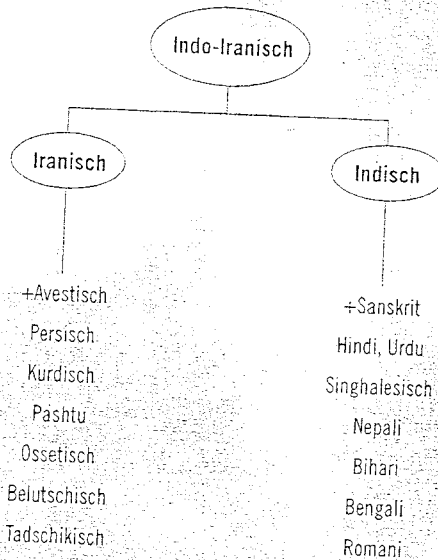 Indo-Iranisch
Iranisch
Indisch
+Avestisch
Persisch
Kurdisch
Pashtu
Ossetisch
Belutschisch
Tadschikisch
+Sanskrit
Hindi, Urdu
Singhalesisch
Nepali
Bihari
Bengali
Romani